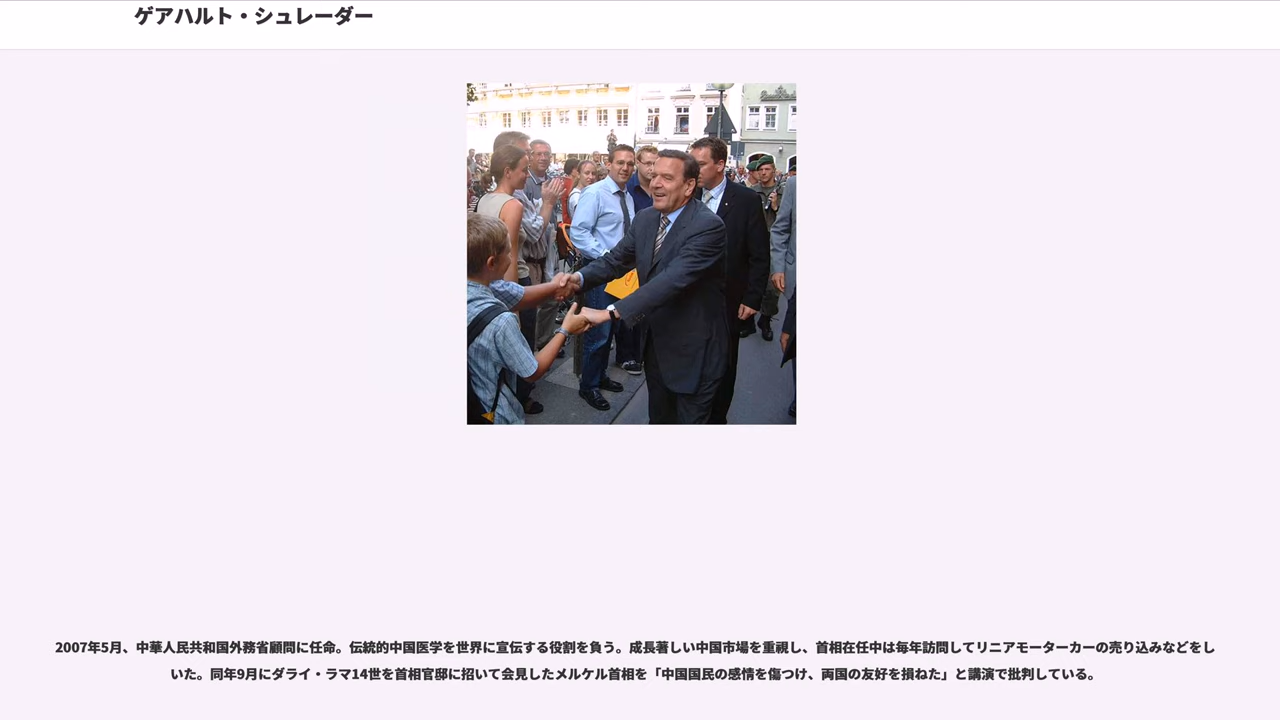 ゲアハルト・シュレーダー
2007年5月、中華人民共和国外務省顧問に任命。伝統的中国医学を世界に宣伝する役割を負う。成長著しい中国市場を重視し、首相在任中は毎年訪問してリニアモーターカーの売り込みなどをし
いた。同年9月にダライ・ラマ14世を首相官邸に招いて会見したメルケル首相を「中国国民の感情を傷つけ、両国の友好を損ねた」と講演で批判している。